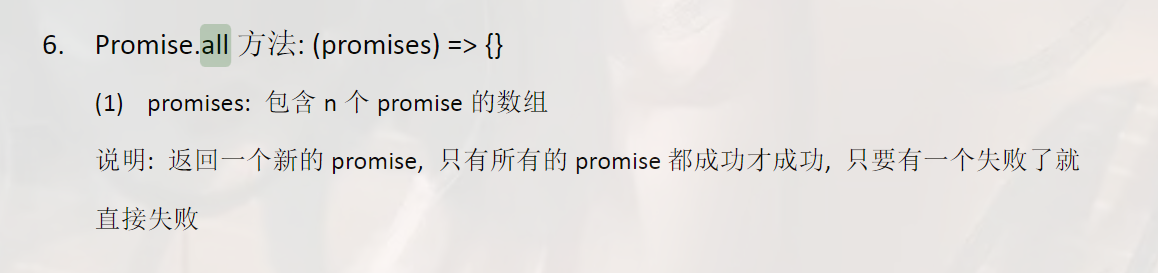 6. Promise.all 方法: (promises) => {}
(1) promises: 包含 n 个 promise 的数组
说明: 返回一个新的 promise, 只有所有的 promise 都成功才成功, 只要有一个失败了就
直接失败